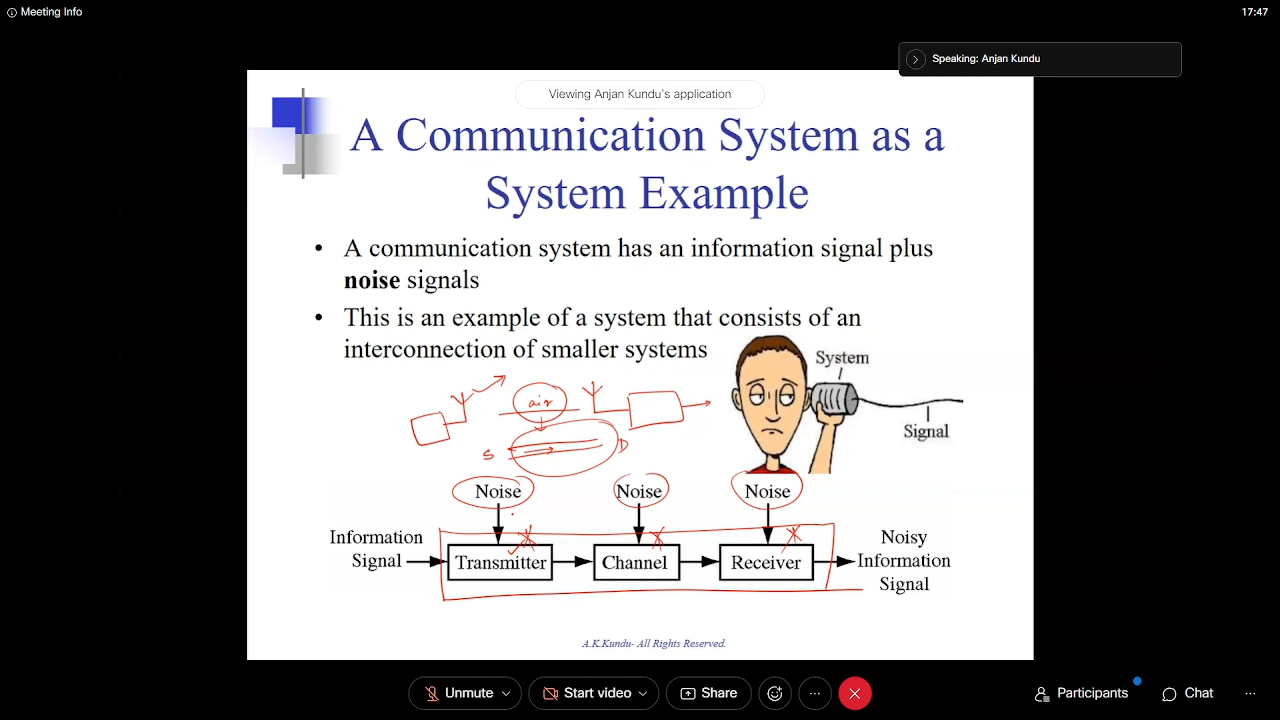 Meeting Info
17:47
Speaking: Anjan Kundu
Viewing Anjan Kundu's application
A Communication System as a
System Example
• A communication system has an information signal plus
noise signals
• This is an example of a system that consists of an
interconnection of smaller systems
System
Signal
air
S
D
Noise Noise Noise
Information
Signal
Transmitter Channel Receiver
Noisy
Information
Signal
A.K.Kundu- All Rights Reserved.
Unmute Start video Share Participants Chat